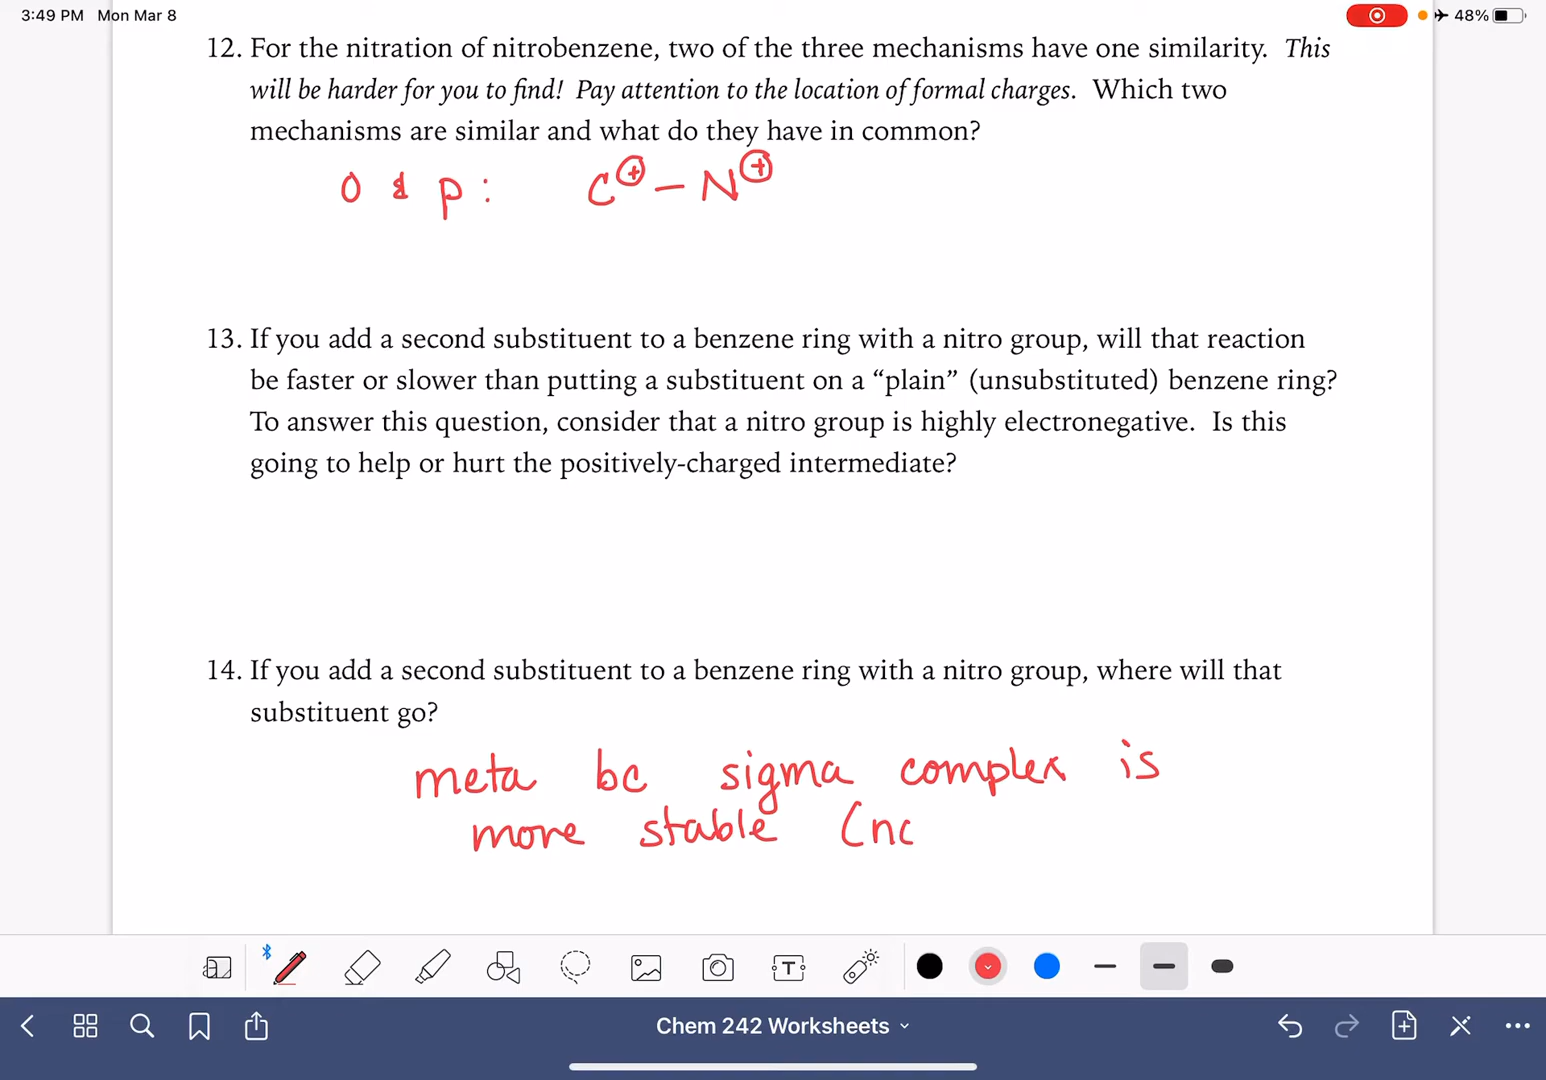 3:49 PM Mon Mar 8
48%
12. For the nitration of nitrobenzene, two of the three mechanisms have one similarity. This
will be harder for you to find! Pay attention to the location of formal charges. Which two
mechanisms are similar and what do they have in common?
O & p : C⊕ – N⊕
13. If you add a second substituent to a benzene ring with a nitro group, will that reaction
be faster or slower than putting a substituent on a “plain” (unsubstituted) benzene ring?
To answer this question, consider that a nitro group is highly electronegative. Is this
going to help or hurt the positively-charged intermediate?
14. If you add a second substituent to a benzene ring with a nitro group, where will that
substituent go?
meta bc sigma complex is
more stable (nc
Chem 242 Worksheets